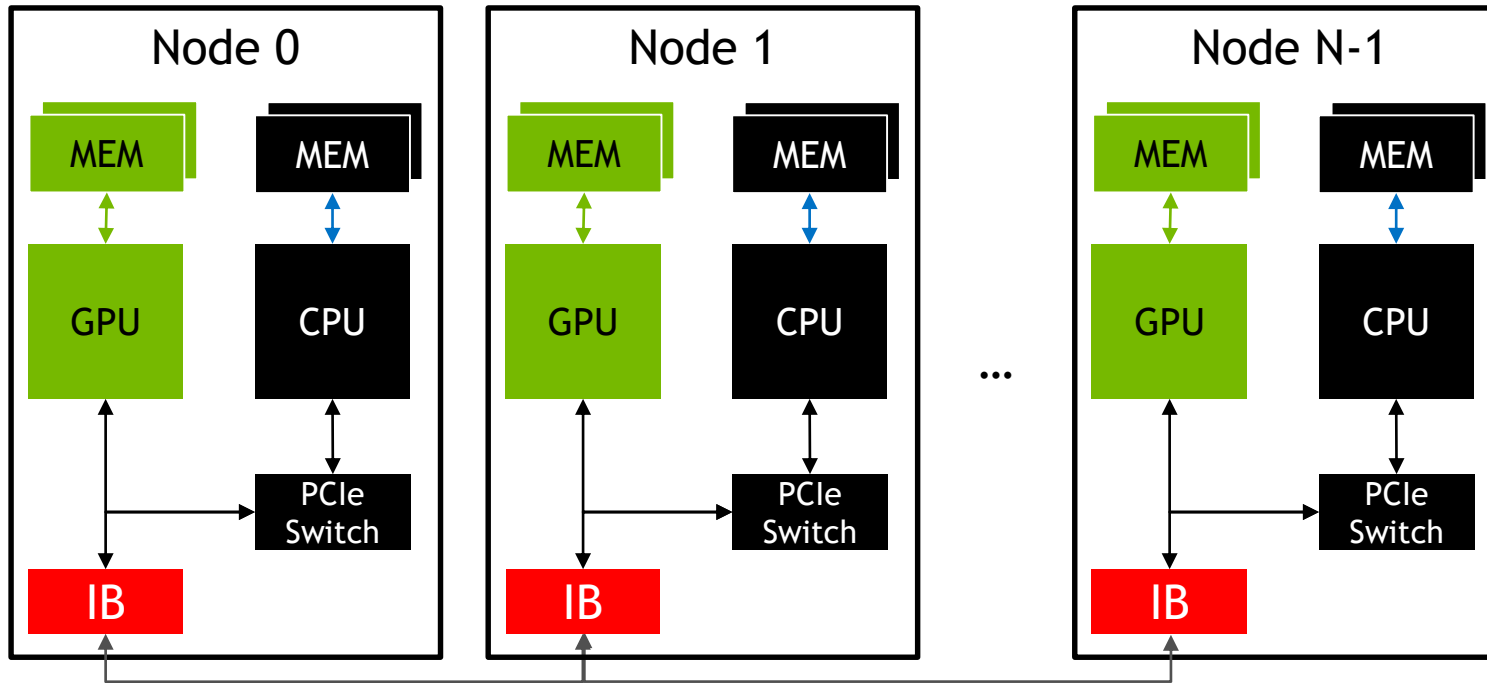 Node 0
MEM
MEM
GPU
CPU
PCIe
Switch
IB
Node 1
MEM
MEM
GPU
CPU
PCIe
Switch
IB
...
Node N-1
MEM
MEM
GPU
CPU
PCIe
Switch
IB